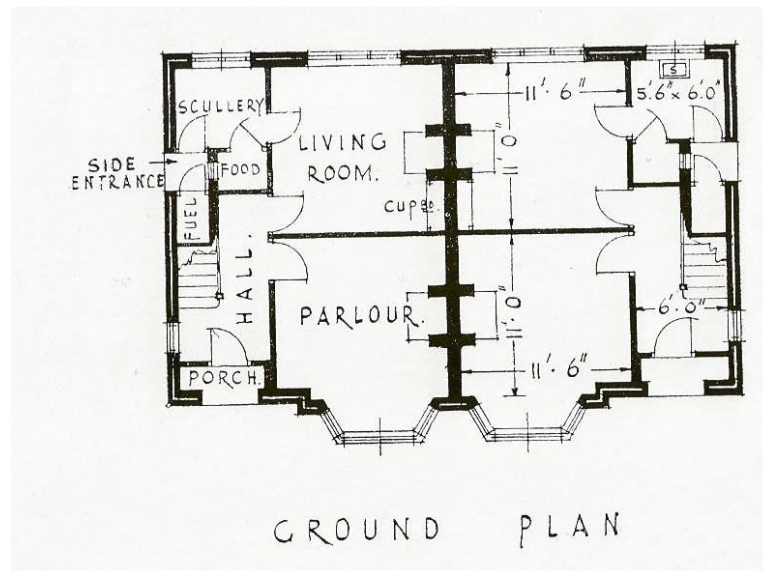 SCULLERY
LIVING
ROOM.
SIDE
ENTRANCE
FOOD
FUEL
CUPBD.
HALL.
PARLOUR.
PORCH.
11'. 6"
5'.6" x 6'.0"
S
11'. 0"
11'. 0"
6'. 0"
11'. 6"
GROUND PLAN